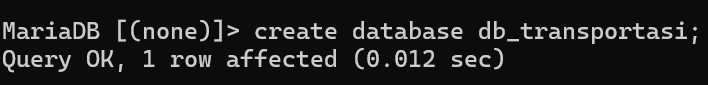 MariaDB [(none)]> create database db_transportasi;
Query OK, 1 row affected (0.012 sec)